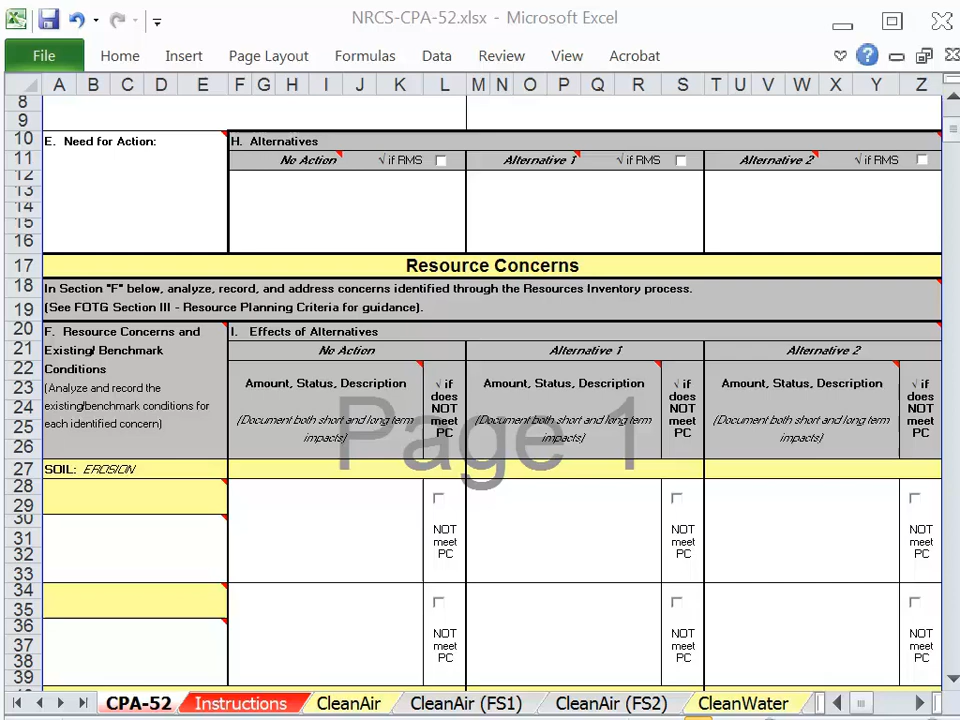 NRCS-CPA-52.xlsx - Microsoft Excel
File Home Insert Page Layout Formulas Data Review View Acrobat
A B C D E F G H I J K L M N O P Q R S T U V W X Y Z
8
9
10 E. Need for Action: H. Alternatives
11 No Action √ if RMS Alternative 1 √ if RMS Alternative 2 √ if RMS
12
13
14
15
16
17 Resource Concerns
18 In Section "F" below, analyze, record, and address concerns identified through the Resources Inventory process.
19 (See FOTG Section III - Resource Planning Criteria for guidance).
20 F. Resource Concerns and I. Effects of Alternatives
21 Existing/ Benchmark No Action Alternative 1 Alternative 2
22 Conditions
23 (Analyze and record the
24 existing/benchmark conditions for
25 each identified concern)
26
Amount, Status, Description
(Document both short and long term
impacts)
√ if
does
NOT
meet
PC
Amount, Status, Description
(Document both short and long term
impacts)
√ if
does
NOT
meet
PC
Amount, Status, Description
(Document both short and long term
impacts)
√ if
does
NOT
meet
PC
Page 1
27 SOIL: EROSION
28
29
30
31
32
33
NOT
meet
PC
NOT
meet
PC
NOT
meet
PC
34
35
36
37
38
39
NOT
meet
PC
NOT
meet
PC
NOT
meet
PC
CPA-52 Instructions CleanAir CleanAir (FS1) CleanAir (FS2) CleanWater